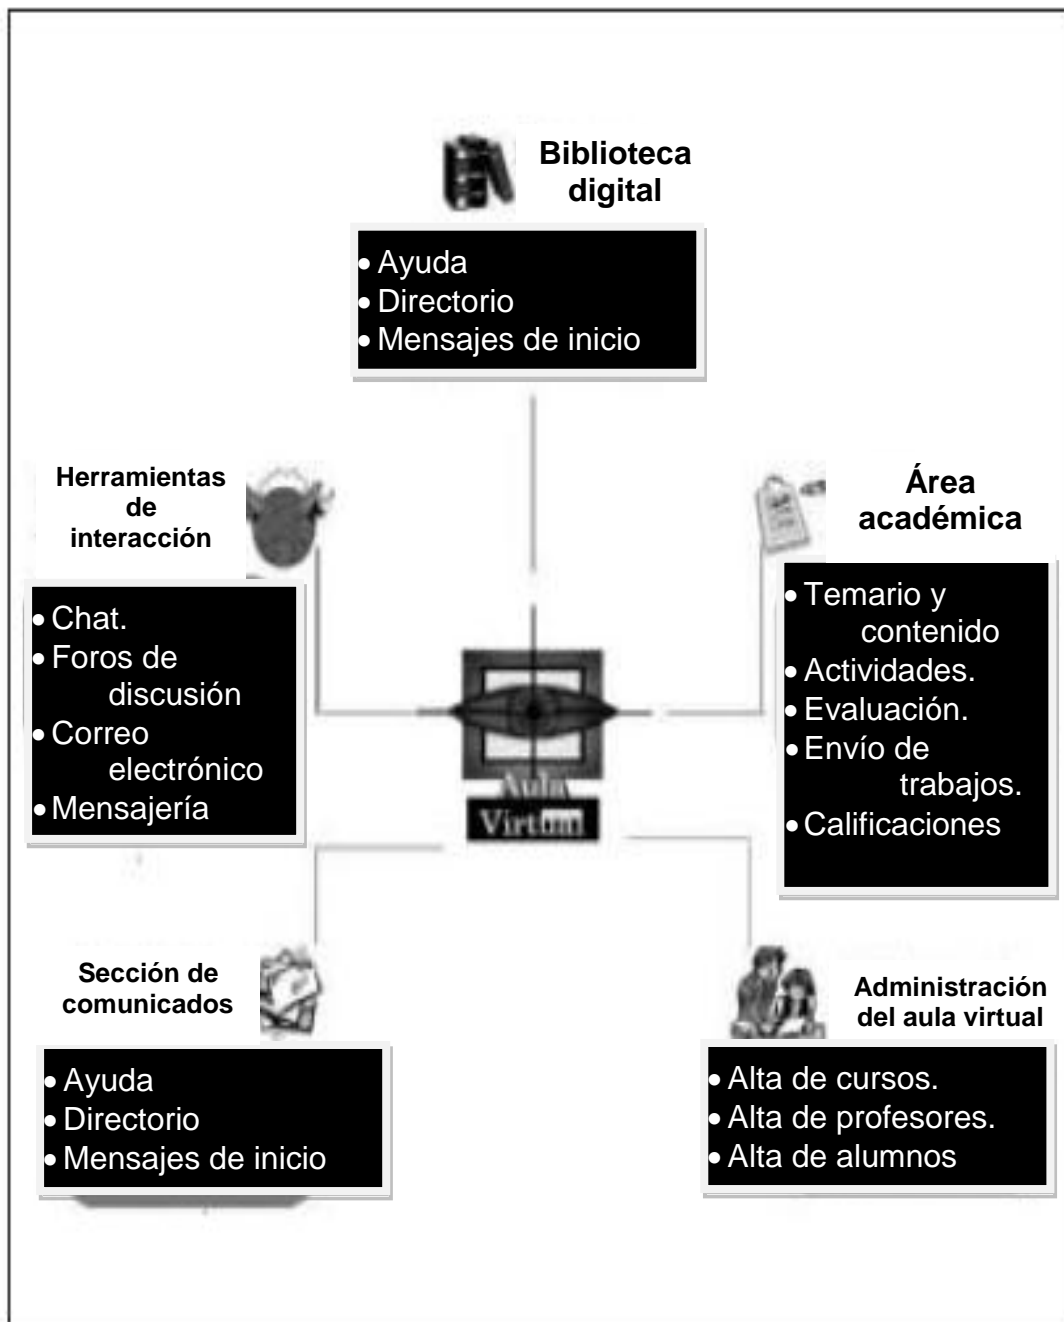 Biblioteca
digital
• Ayuda
• Directorio
• Mensajes de inicio
Herramientas
de
interacción
• Chat.
• Foros de
discusión
• Correo
electrónico
• Mensajería
Área
académica
• Temario y
contenido
• Actividades.
• Evaluación.
• Envío de
trabajos.
• Calificaciones
Aula
Virtual
Sección de
comunicados
• Ayuda
• Directorio
• Mensajes de inicio
Administración
del aula virtual
• Alta de cursos.
• Alta de profesores.
• Alta de alumnos